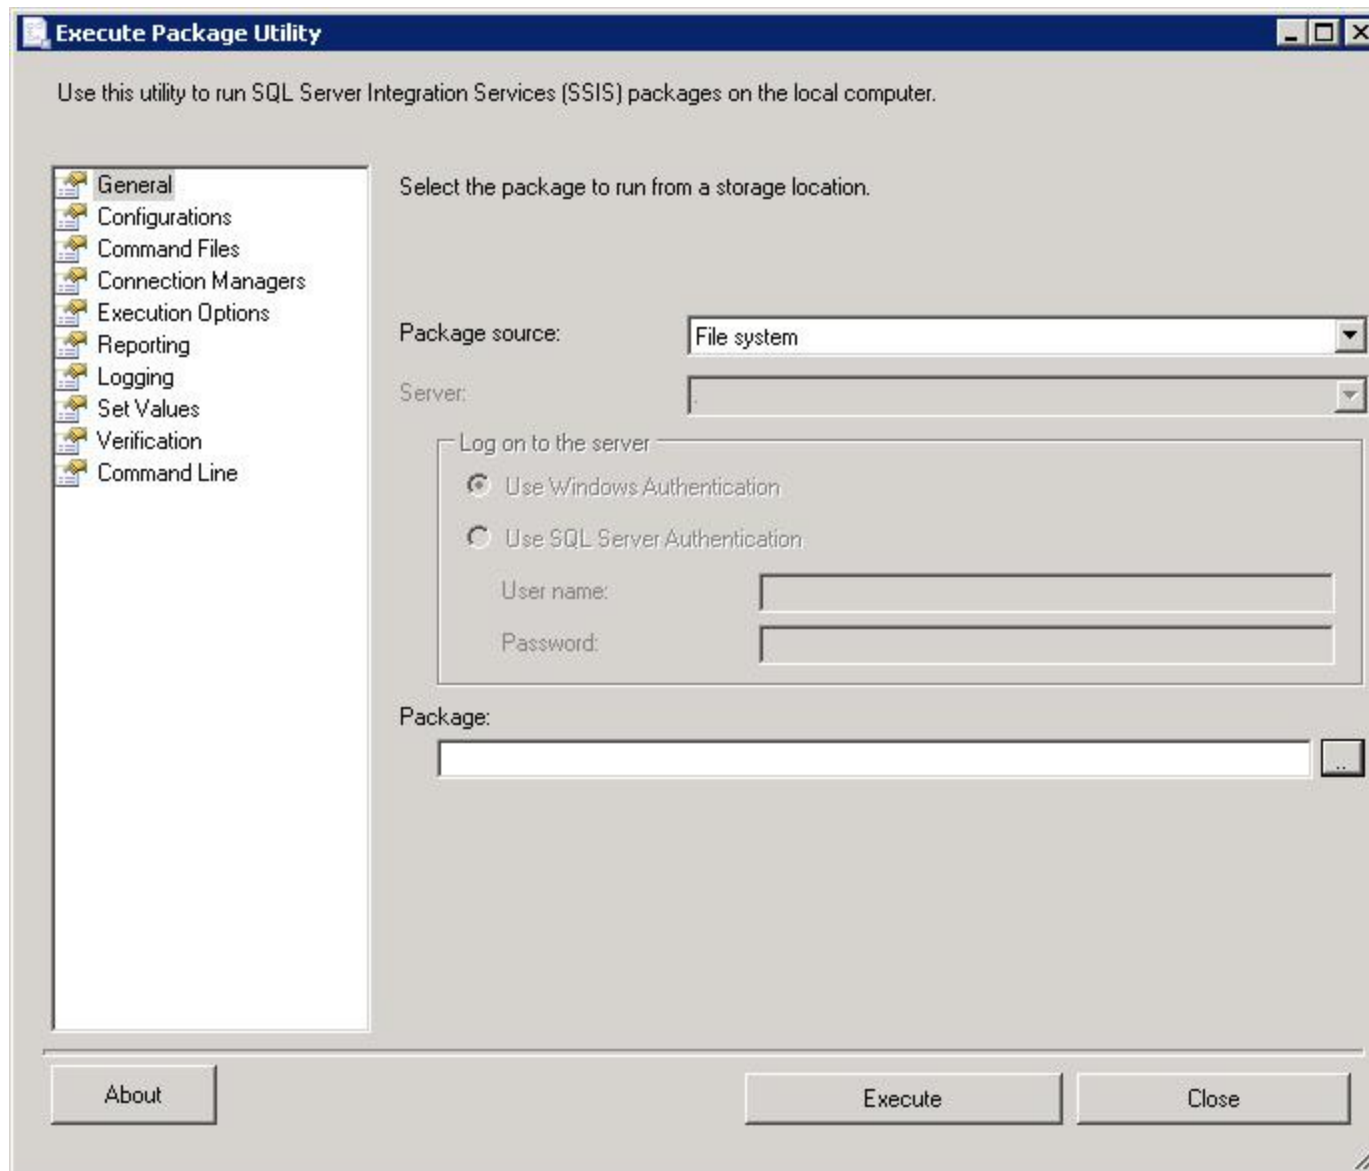 Execute Package Utility
Use this utility to run SQL Server Integration Services (SSIS) packages on the local computer.
General
Configurations
Command Files
Connection Managers
Execution Options
Reporting
Logging
Set Values
Verification
Command Line
Select the package to run from a storage location.
Package source: File system
Server: .
Log on to the server
Use Windows Authentication
Use SQL Server Authentication
User name:
Password:
Package:
..
About
Execute
Close